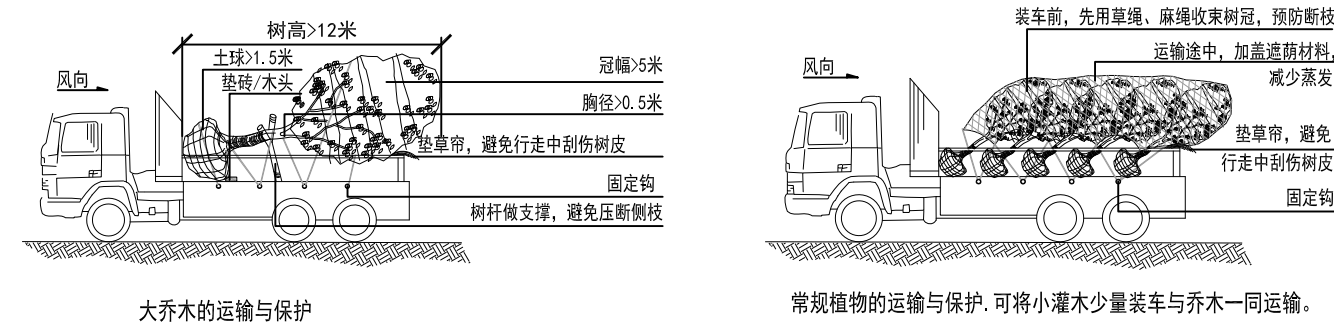 树高>12米
土球>1.5米
风向
垫砖/木头
冠幅>5米
胸径>0.5米
垫草帘，避免行走中刮伤树皮
固定钩
树杆做支撑，避免压断侧枝
大乔木的运输与保护
装车前，先用草绳、麻绳收束树冠，预防断枝
运输途中，加盖遮荫材料，
减少蒸发
风向
垫草帘，避免
行走中刮伤树皮
固定钩
常规植物的运输与保护.可将小灌木少量装车与乔木一同运输。